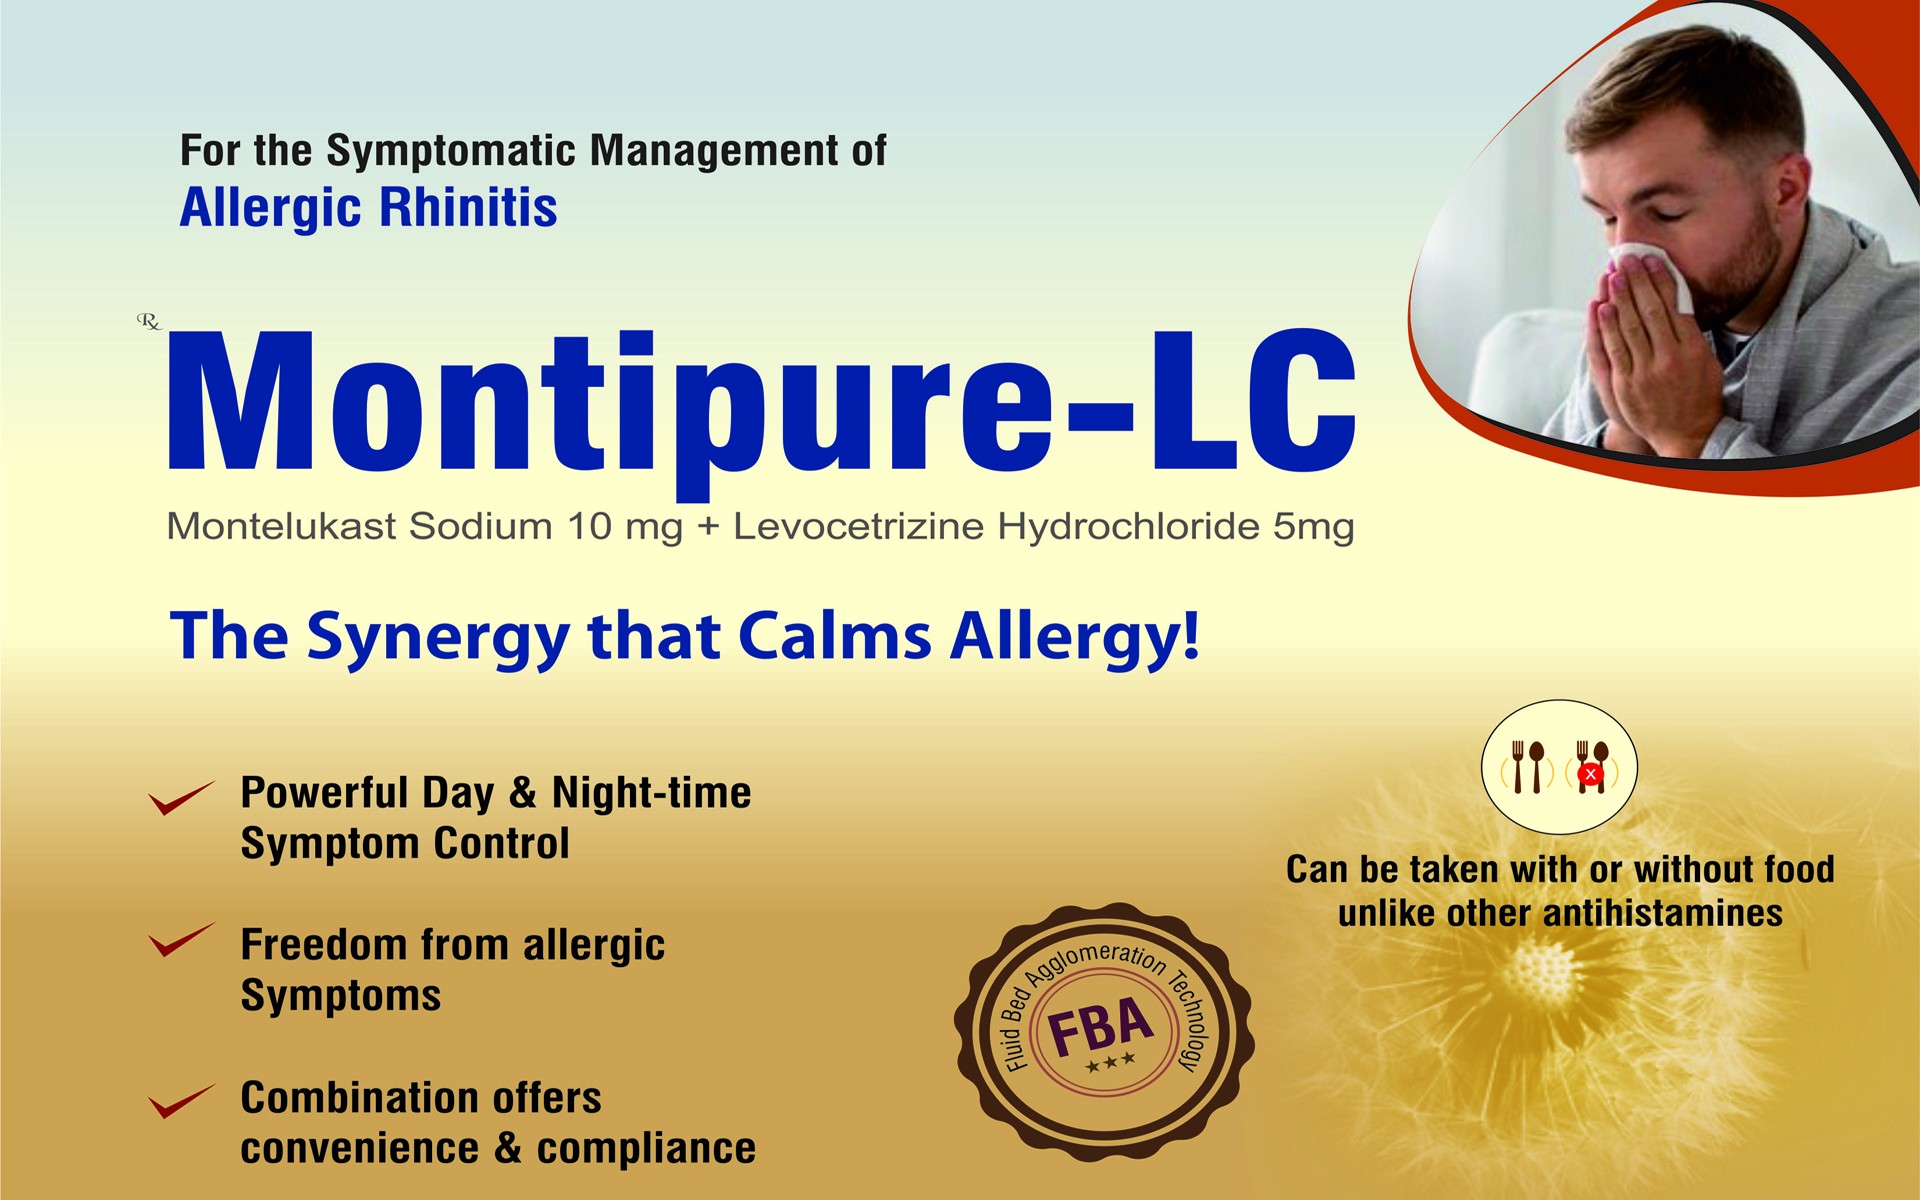 For the Symptomatic Management of
Allergic Rhinitis
℞
Montipure-LC
Montelukast Sodium 10 mg + Levocetrizine Hydrochloride 5mg
The Synergy that Calms Allergy!
Powerful Day & Night-time
Symptom Control
Freedom from allergic
Symptoms
Combination offers
convenience & compliance
Fluid Bed Agglomeration Technology
FBA
X
Can be taken with or without food
unlike other antihistamines